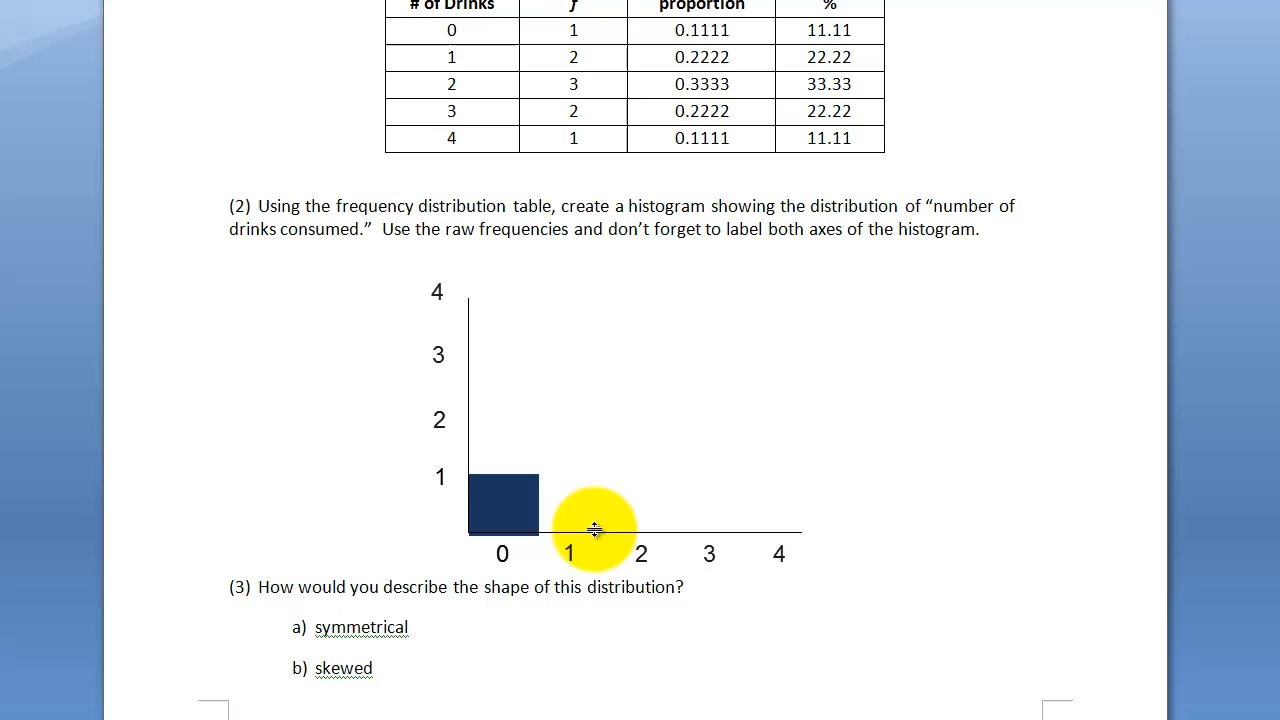 # of Drinks f proportion %
0 1 0.1111 11.11
1 2 0.2222 22.22
2 3 0.3333 33.33
3 2 0.2222 22.22
4 1 0.1111 11.11
(2) Using the frequency distribution table, create a histogram showing the distribution of “number of
drinks consumed.” Use the raw frequencies and don’t forget to label both axes of the histogram.
4
3
2
1
0 1 2 3 4
(3) How would you describe the shape of this distribution?
a) symmetrical
b) skewed